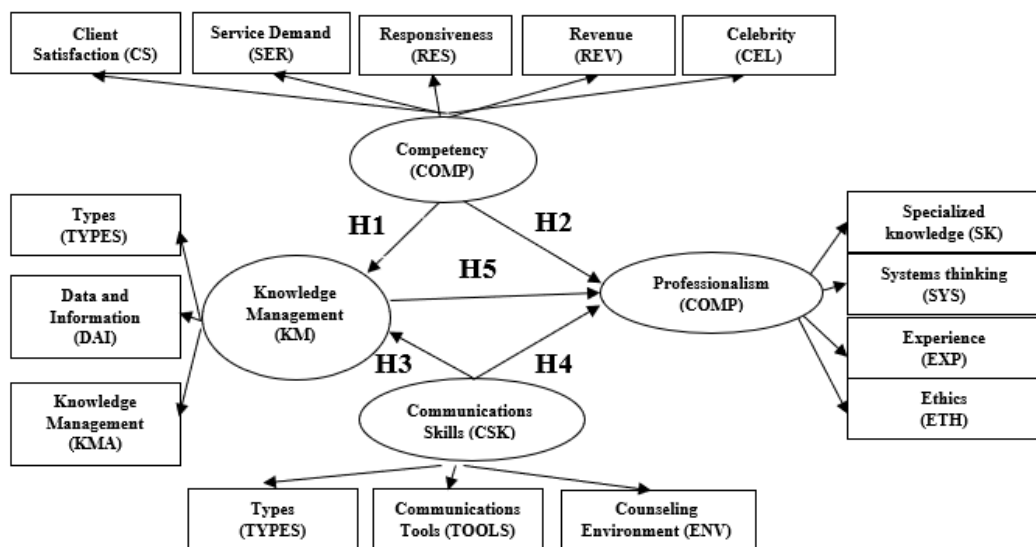 Client
Satisfaction (CS)
Service Demand
(SER)
Responsiveness
(RES)
Revenue
(REV)
Celebrity
(CEL)
Competency
(COMP)
H1
H2
Types
(TYPES)
Data and
Information
(DAI)
Knowledge
Management
(KMA)
Knowledge
Management
(KM)
H5
Professionalism
(COMP)
Specialized
knowledge (SK)
Systems thinking
(SYS)
Experience
(EXP)
Ethics
(ETH)
H3
H4
Communications
Skills (CSK)
Types
(TYPES)
Communications
Tools (TOOLS)
Counseling
Environment (ENV)